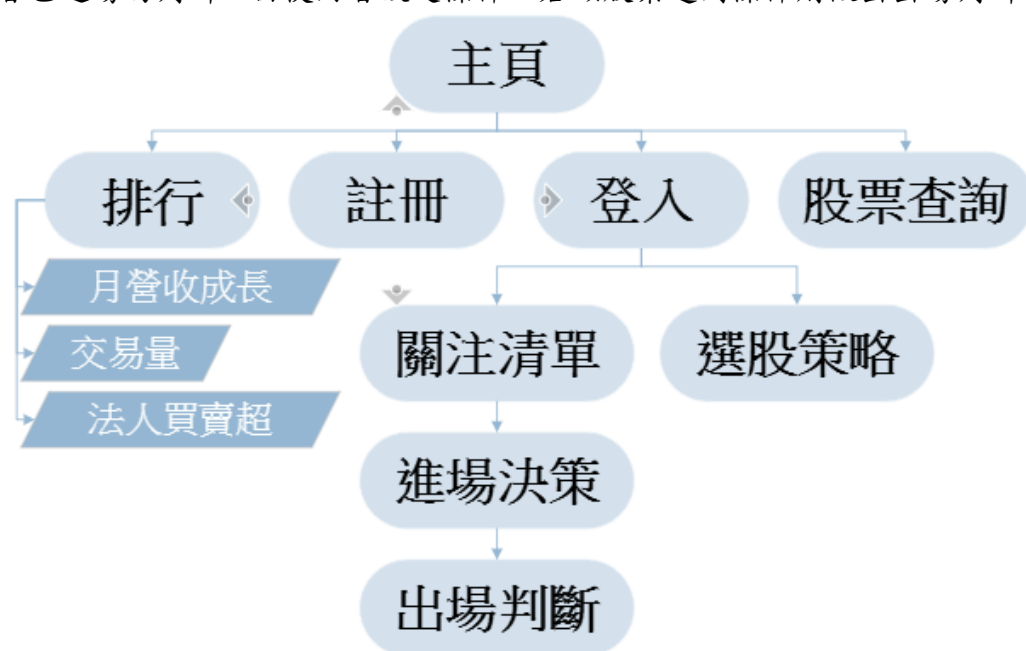 主頁
排行
註冊
登入
股票查詢
月營收成長
交易量
法人買賣超
關注清單
選股策略
進場決策
出場判斷